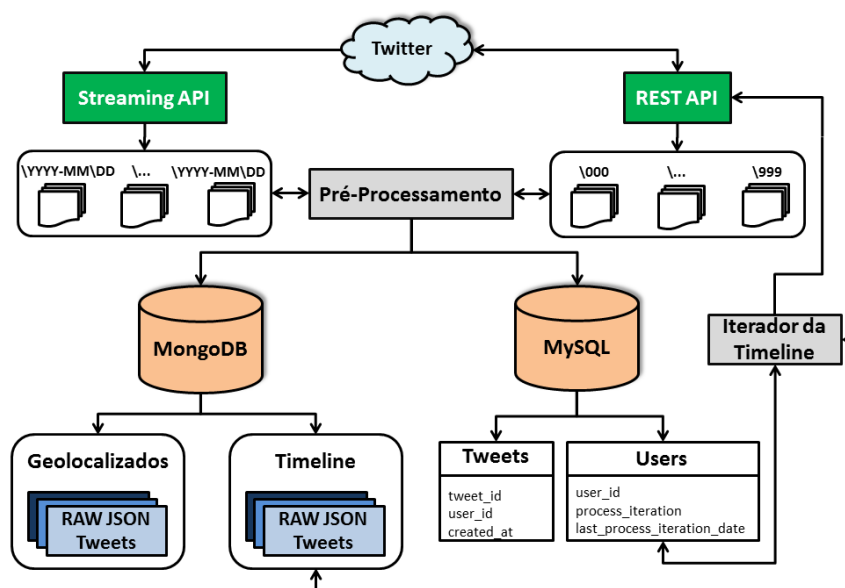 Twitter
Streaming API
REST API
\YYYY-MM\DD \... \YYYY-MM\DD
Pré-Processamento
\000 \... \999
MongoDB
MySQL
Iterador da
Timeline
Geolocalizados
RAW JSON
Tweets
Timeline
RAW JSON
Tweets
Tweets
tweet_id
user_id
created_at
Users
user_id
process_iteration
last_process_iteration_date